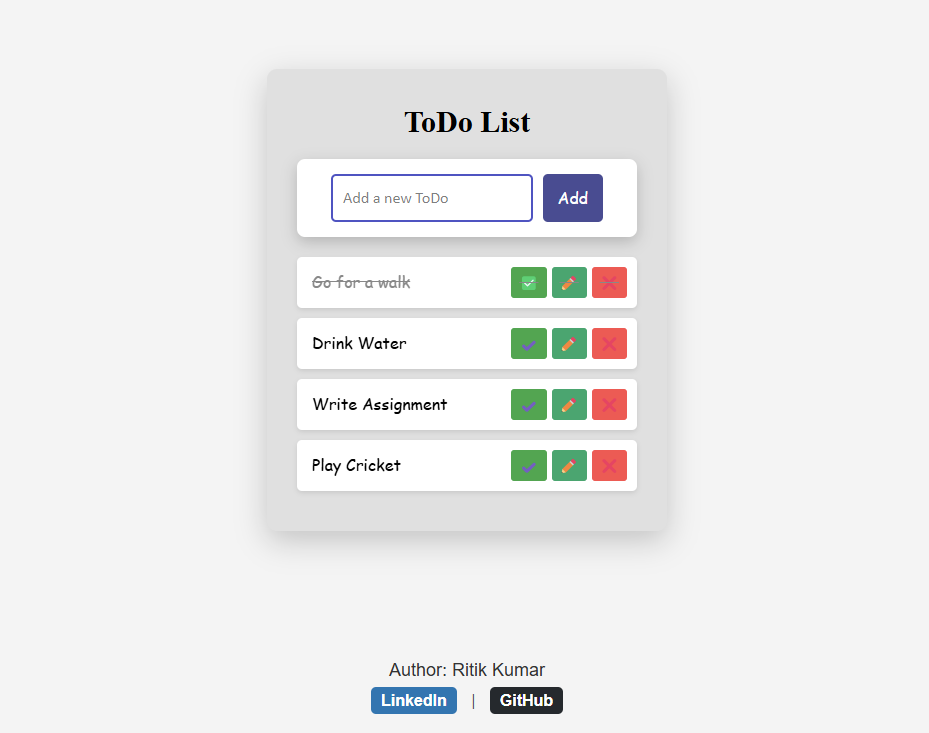 ToDo List
Add a new ToDo Add
Go for a walk
Drink Water
Write Assignment
Play Cricket
Author: Ritik Kumar
LinkedIn | GitHub